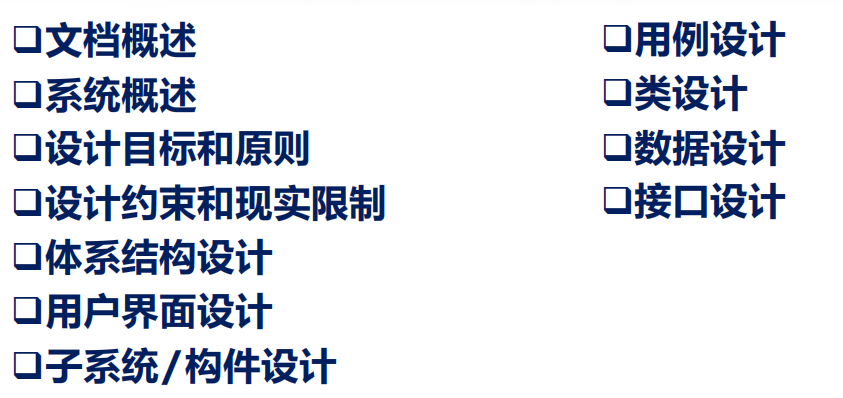 ❑文档概述
❑系统概述
❑设计目标和原则
❑设计约束和现实限制
❑体系结构设计
❑用户界面设计
❑子系统/构件设计
❑用例设计
❑类设计
❑数据设计
❑接口设计